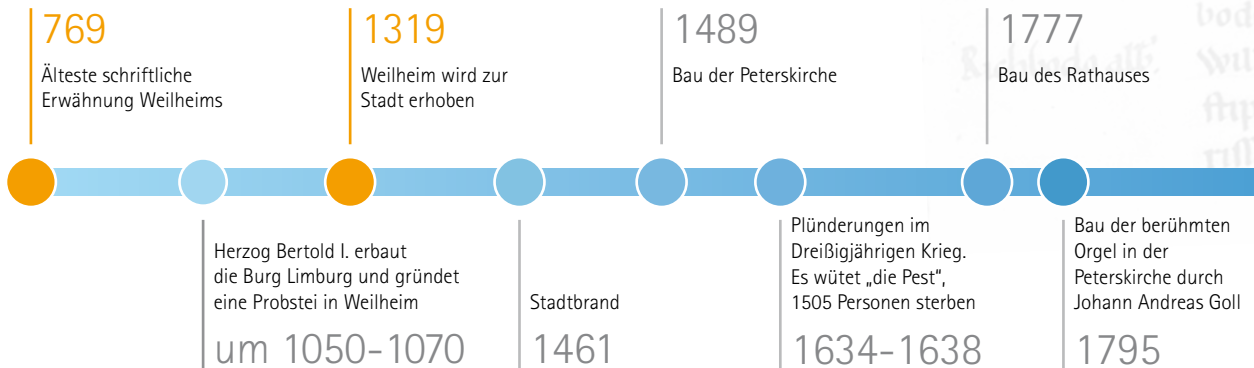 769
Älteste schriftliche
Erwähnung Weilheims
1319
Weilheim wird zur
Stadt erhoben
1489
Bau der Peterskirche
1777
Bau des Rathauses
Herzog Bertold I. erbaut
die Burg Limburg und gründet
eine Probstei in Weilheim
um 1050-1070
Stadtbrand
1461
Plünderungen im
Dreißigjährigen Krieg.
Es wütet „die Pest“,
1505 Personen sterben
1634-1638
Bau der berühmten
Orgel in der
Peterskirche durch
Johann Andreas Goll
1795